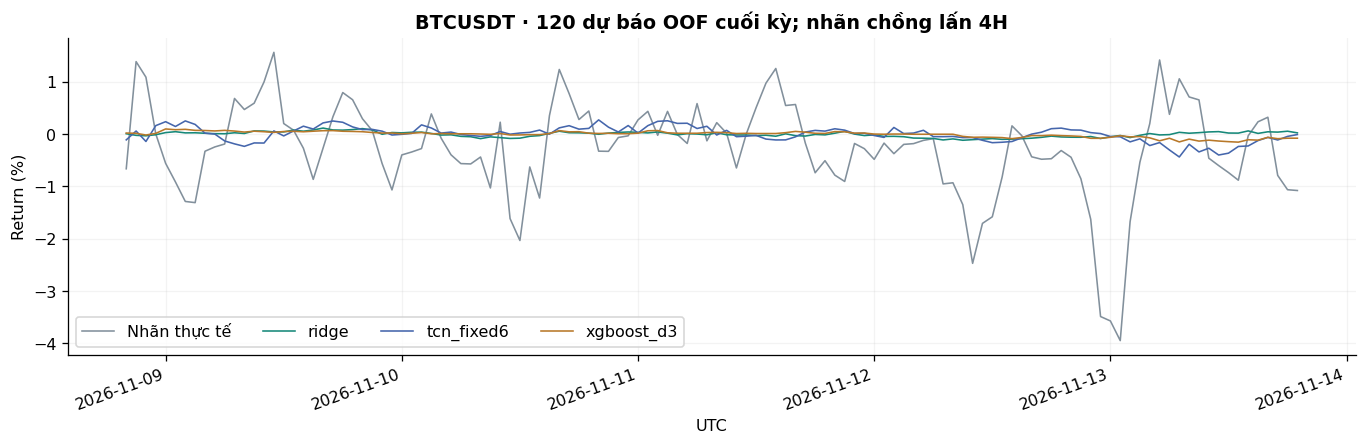 BTCUSDT · 120 dự báo OOF cuối kỳ; nhãn chồng lấn 4H
Return (%)
1
0
−1
−2
−3
−4
Nhãn thực tế
ridge
tcn_fixed6
xgboost_d3
2026-11-09
2026-11-10
2026-11-11
2026-11-12
2026-11-13
2026-11-14
UTC